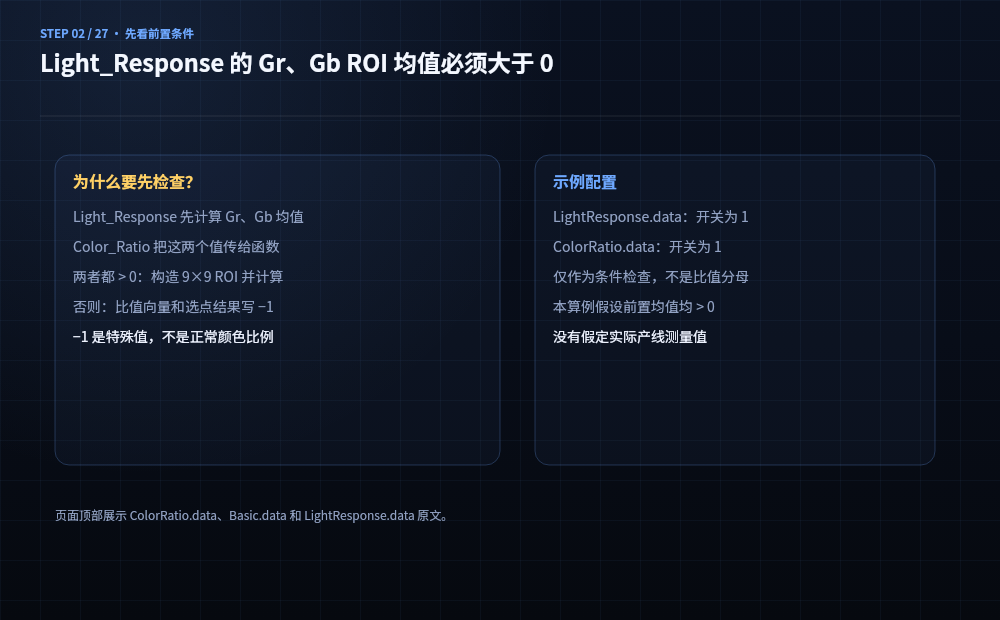 STEP 02 / 27 • 先看前置条件
Light_Response 的 Gr、Gb ROI 均值必须大于 0
为什么要先检查？
Light_Response 先计算 Gr、Gb 均值
Color_Ratio 把这两个值传给函数
两者都 > 0：构造 9×9 ROI 并计算
否则：比值向量和选点结果写 −1
−1 是特殊值，不是正常颜色比例
示例配置
LightResponse.data：开关为 1
ColorRatio.data：开关为 1
仅作为条件检查，不是比值分母
本算例假设前置均值均 > 0
没有假定实际产线测量值
页面顶部展示 ColorRatio.data、Basic.data 和 LightResponse.data 原文。